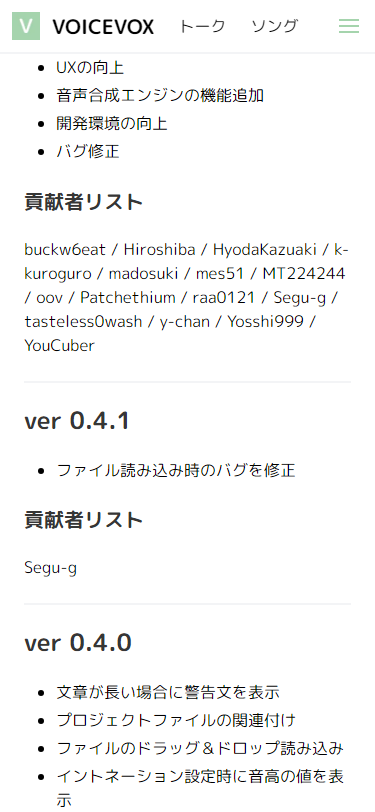 V VOICEVOX トーク ソング
• UXの向上
• 音声合成エンジンの機能追加
• 開発環境の向上
• バグ修正
貢献者リスト
buckw6eat / Hiroshiba / HyodaKazuaki / k-
kuroguro / madosuki / mes51 / MT224244
/ oov / Patchethium / raa0121 / Segu-g /
tasteless0wash / y-chan / Yosshi999 /
YouCuber
ver 0.4.1
• ファイル読み込み時のバグを修正
貢献者リスト
Segu-g
ver 0.4.0
• 文章が長い場合に警告文を表示
• プロジェクトファイルの関連付け
• ファイルのドラッグ＆ドロップ読み込み
• イントネーション設定時に音高の値を表
示